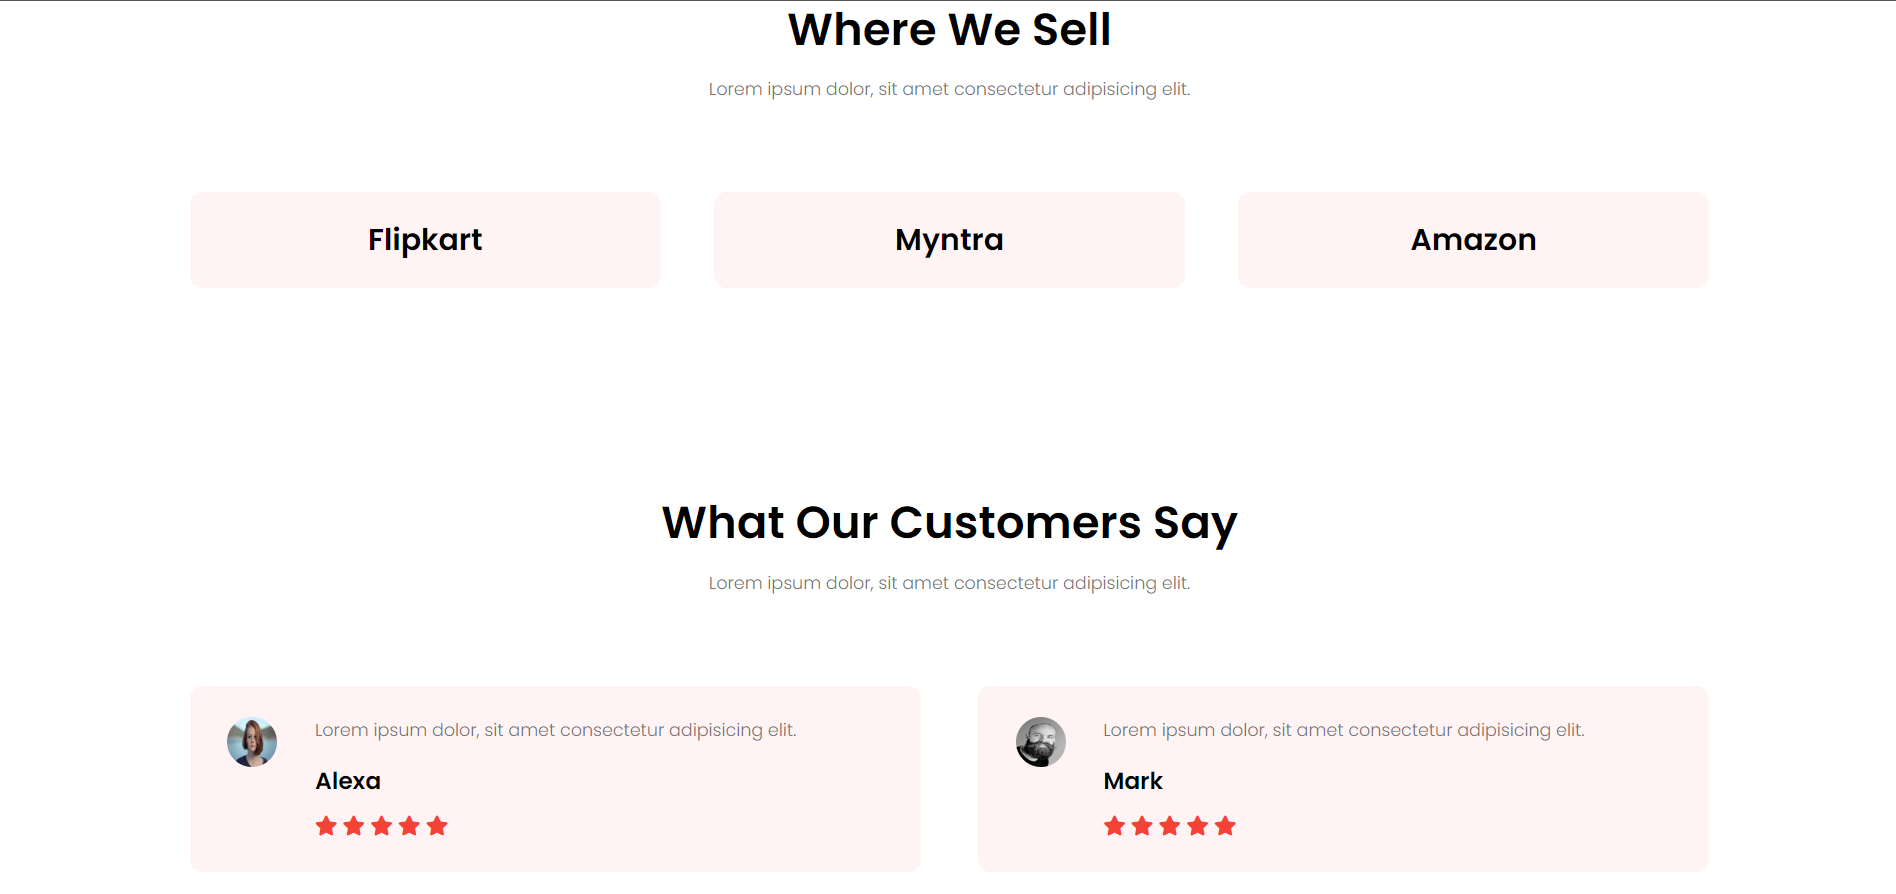 Where We Sell
Lorem ipsum dolor, sit amet consectetur adipisicing elit.
Flipkart
Myntra
Amazon
What Our Customers Say
Lorem ipsum dolor, sit amet consectetur adipisicing elit.
Lorem ipsum dolor, sit amet consectetur adipisicing elit.
Alexa
Lorem ipsum dolor, sit amet consectetur adipisicing elit.
Mark